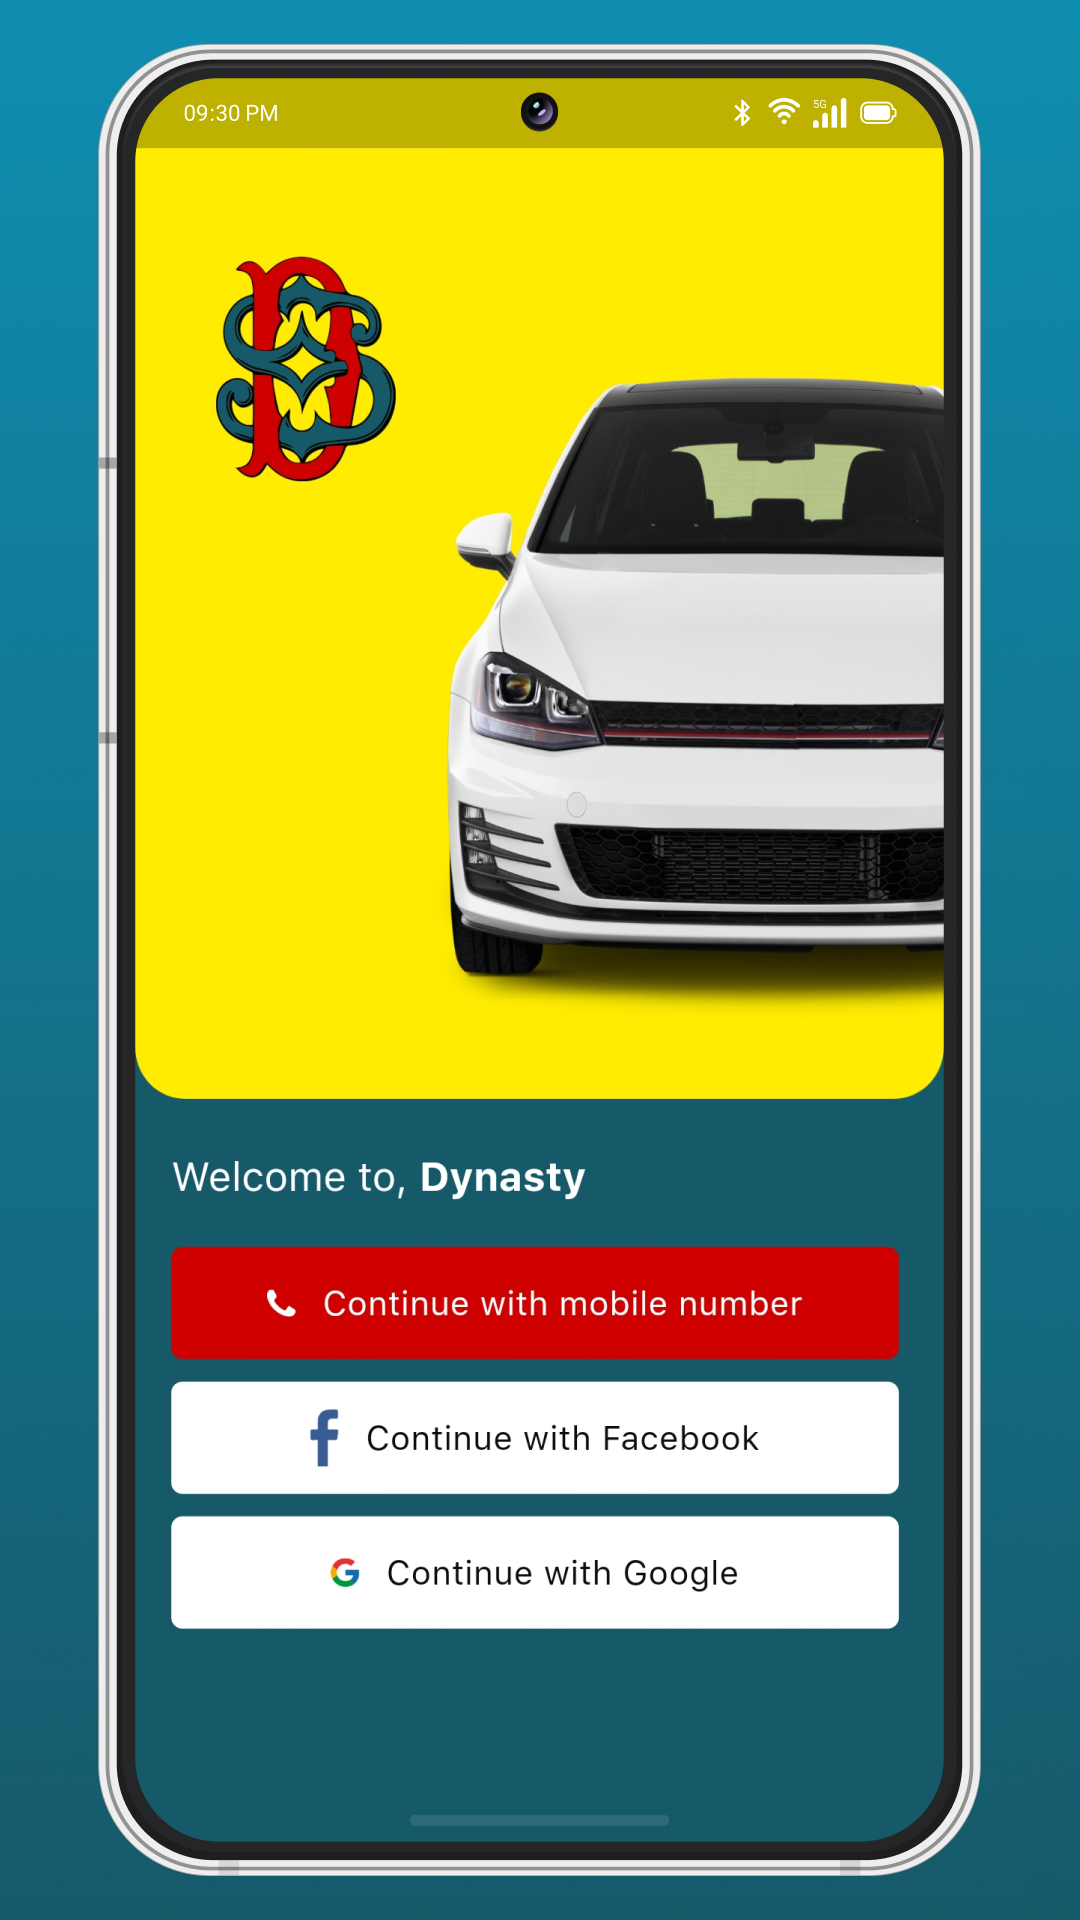 09:30 PM
5G
Welcome to, Dynasty
Continue with mobile number
Continue with Facebook
Continue with Google